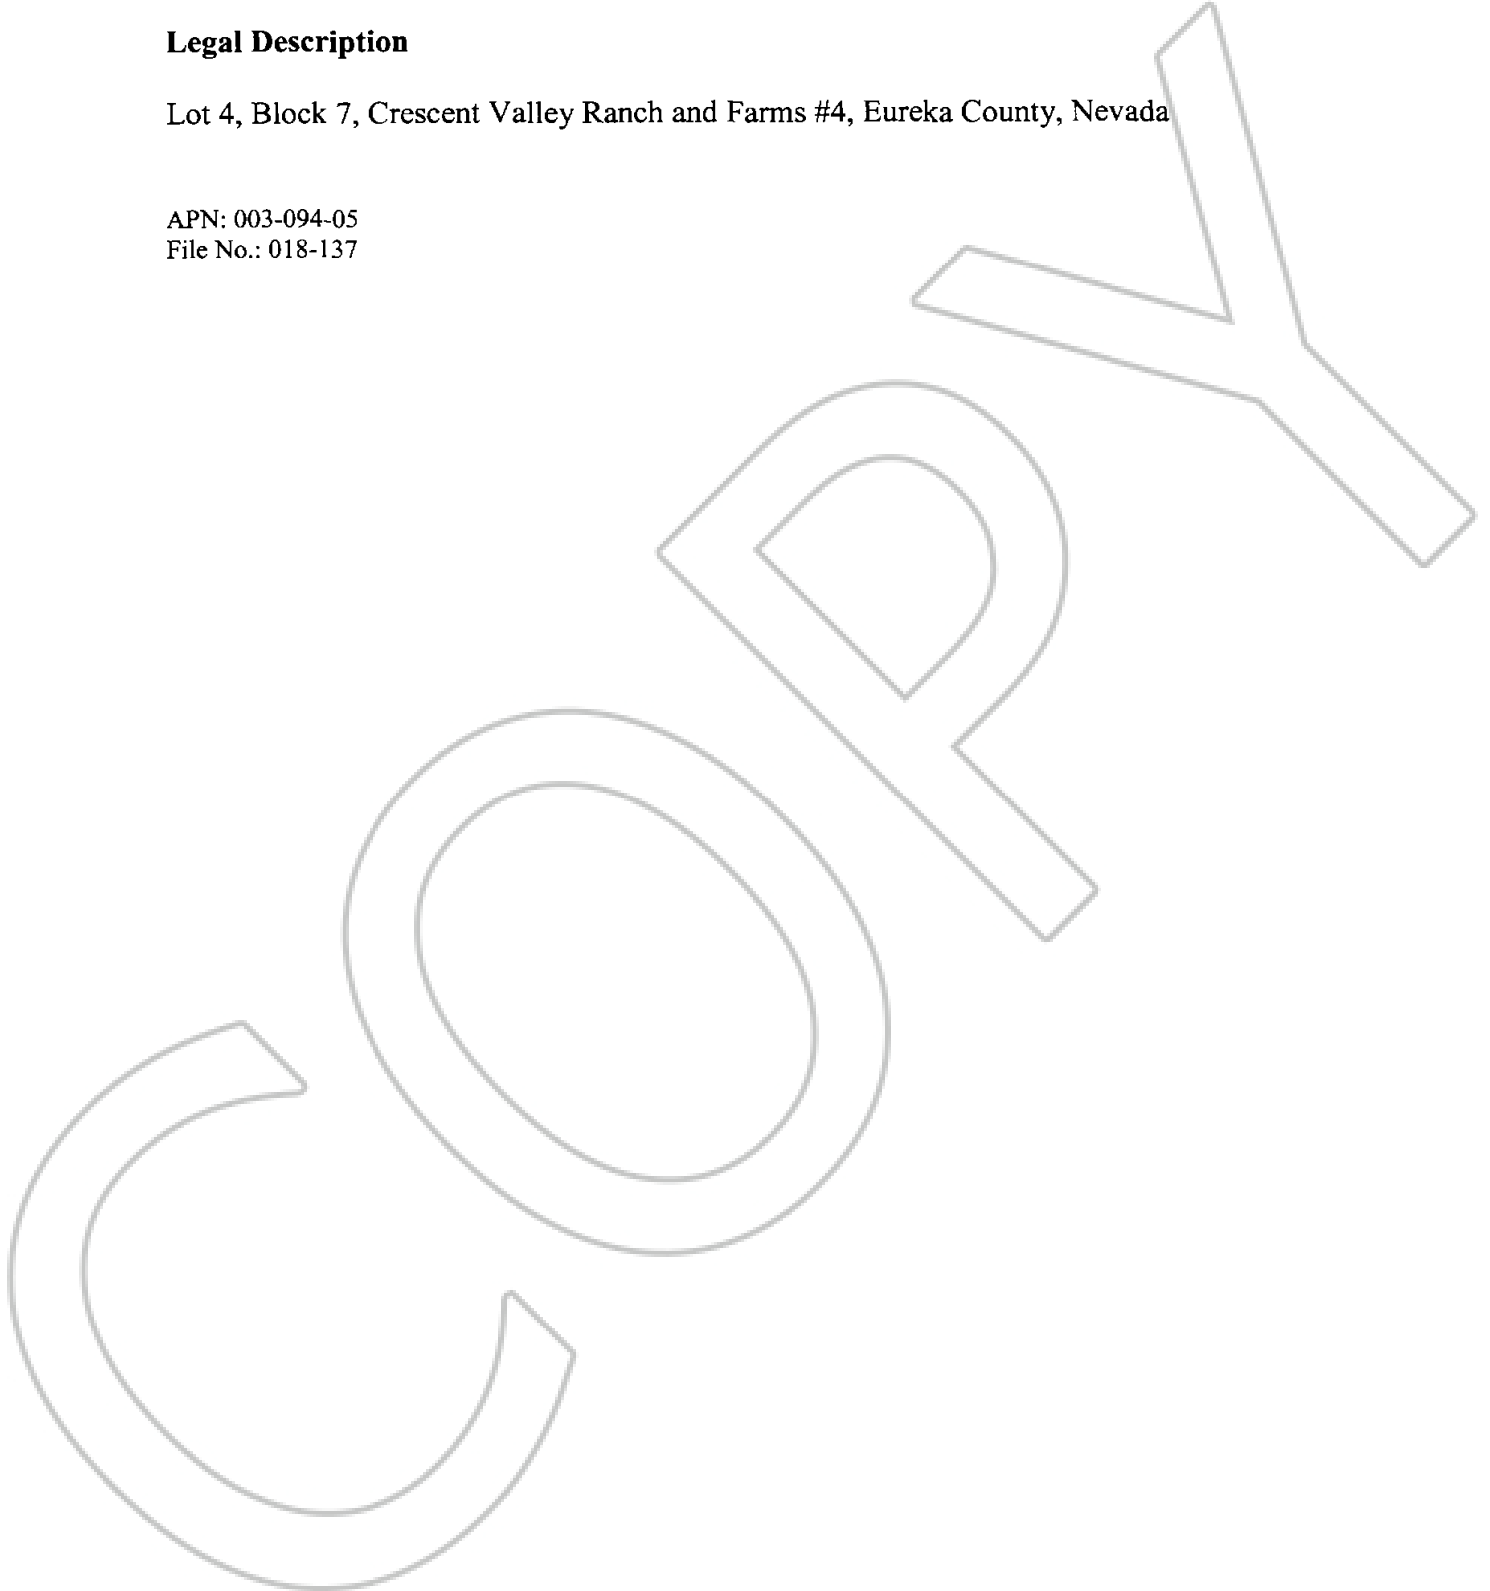 Legal Description
Lot 4, Block 7, Crescent Valley Ranch and Farms #4, Eureka County, Nevada
APN: 003-094-05
File No.: 018-137
COPY